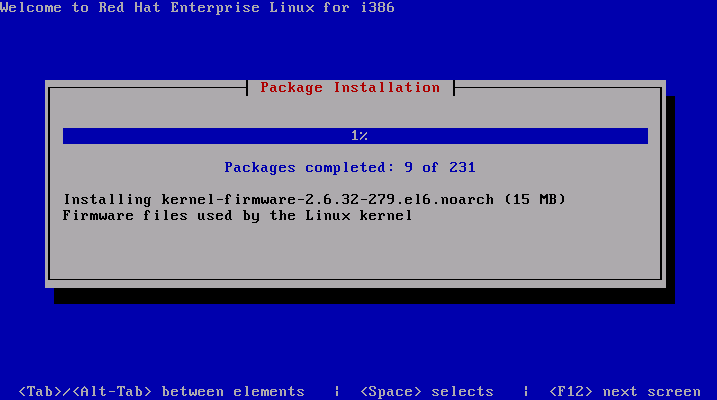 Welcome to Red Hat Enterprise Linux for i386
Package Installation
1%
Packages completed: 9 of 231
Installing kernel-firmware-2.6.32-279.el6.noarch (15 MB)
Firmware files used by the Linux kernel
<Tab>/<Alt-Tab> between elements | <Space> selects | <F12> next screen